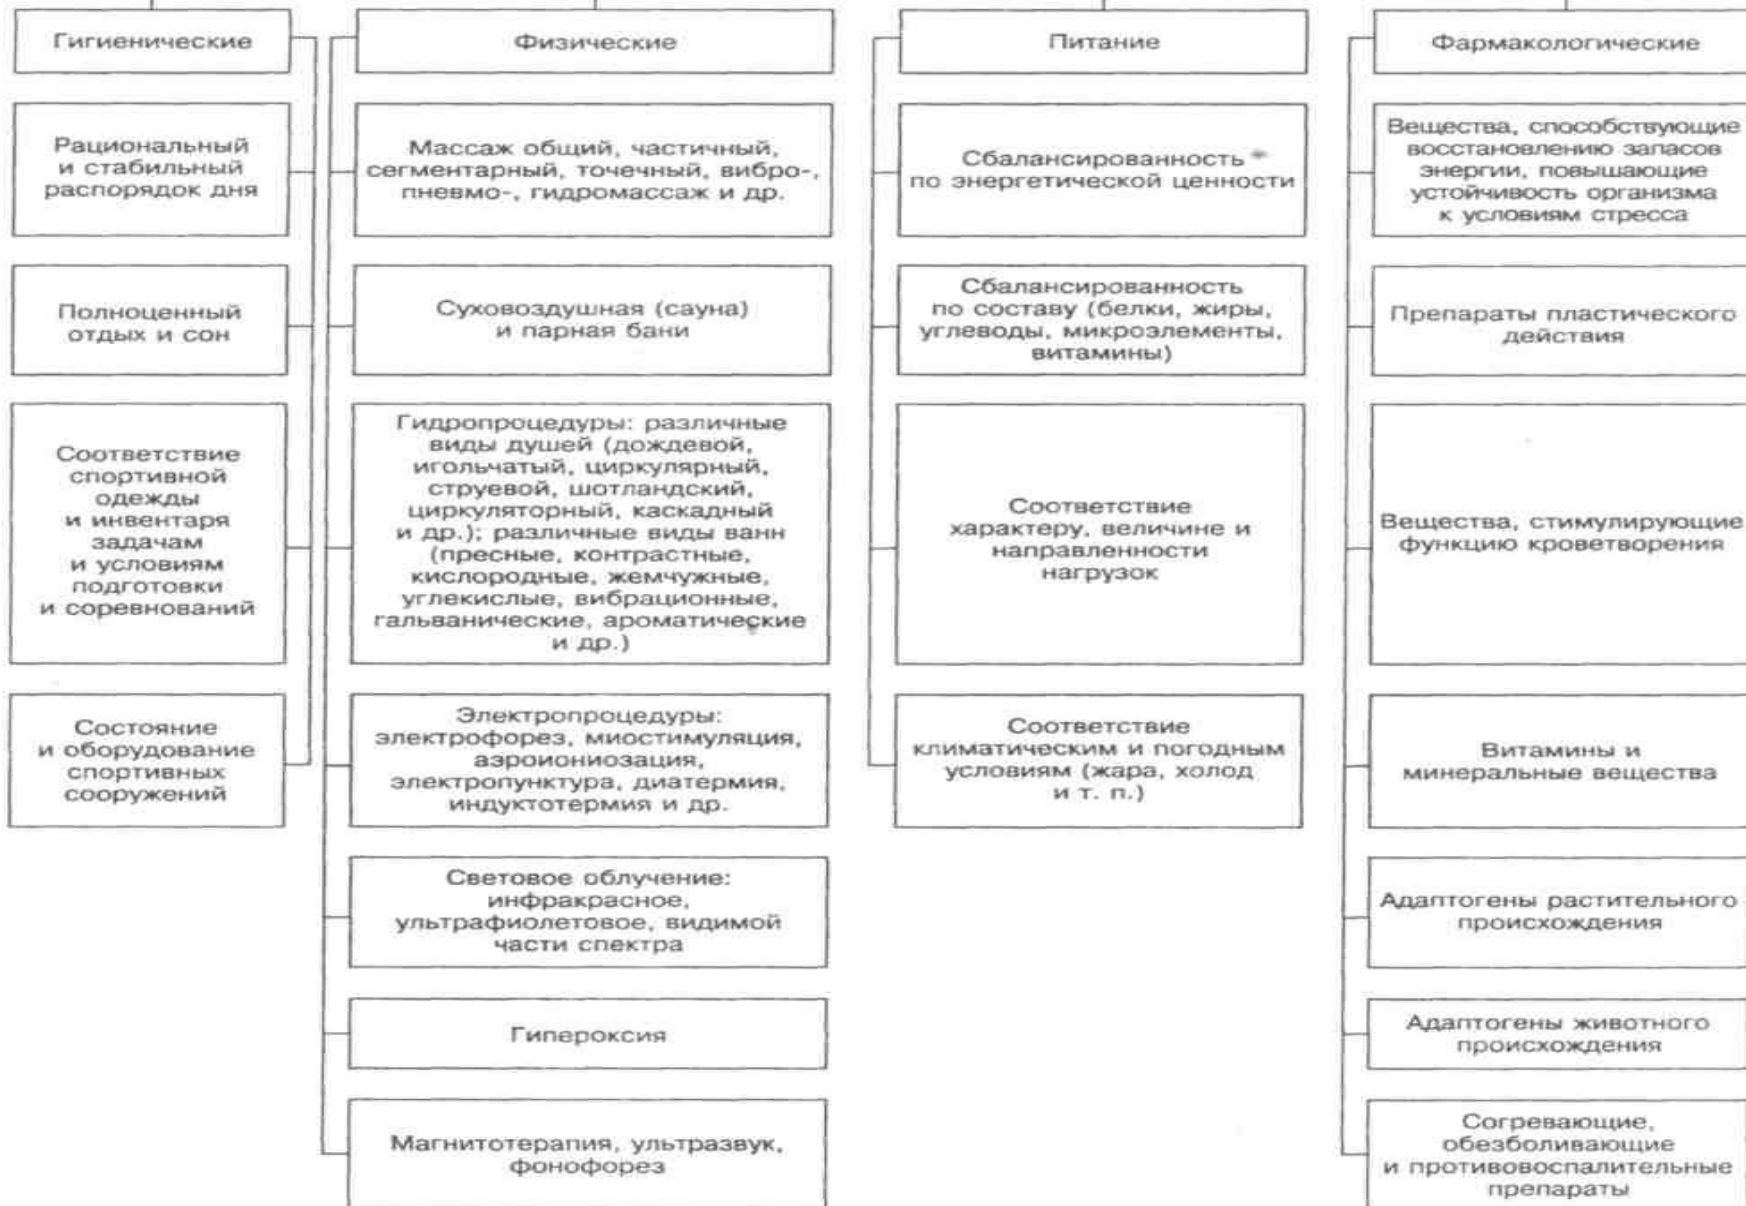 Гигиенические
Рациональный
и стабильный
распорядок дня
Полноценный
отдых и сон
Соответствие
спортивной
одежды
и инвентаря
задачам
и условиям
подготовки
и соревнований
Состояние
и оборудование
спортивных
сооружений
Физические
Массаж общий, частичный,
сегментарный, точечный, вибро-,
пневмо-, гидромассаж и др.
Суховоздушная (сауна)
и парная бани
Гидропроцедуры: различные
виды душей (дождевой,
игольчатый, циркулярный,
струевой, шотландский,
циркуляторный, каскадный
и др.); различные виды ванн
(пресные, контрастные,
кислородные, жемчужные,
углекислые, вибрационные,
гальванические, ароматические
и др.)
Электропроцедуры:
электрофорез, миостимуляция,
аэроиониозация,
электропунктура, диатермия,
индуктотермия и др.
Световое облучение:
инфракрасное,
ультрафиолетовое, видимой
части спектра
Гипероксия
Магнитотерапия, ультразвук,
фонофорез
Питание
Сбалансированность
по энергетической ценности
Сбалансированность
по составу (белки, жиры,
углеводы, микроэлементы,
витамины)
Соответствие
характеру, величине и
направленности
нагрузок
Соответствие
климатическим и погодным
условиям (жара, холод
и т. п.)
Фармакологические
Вещества, способствующие
восстановлению запасов
энергии, повышающие
устойчивость организма
к условиям стресса
Препараты пластического
действия
Вещества, стимулирующие
функцию кроветворения
Витамины и
минеральные вещества
Адаптогены растительного
происхождения
Адаптогены животного
происхождения
Согревающие,
обезболивающие
и противовоспалительные
препараты